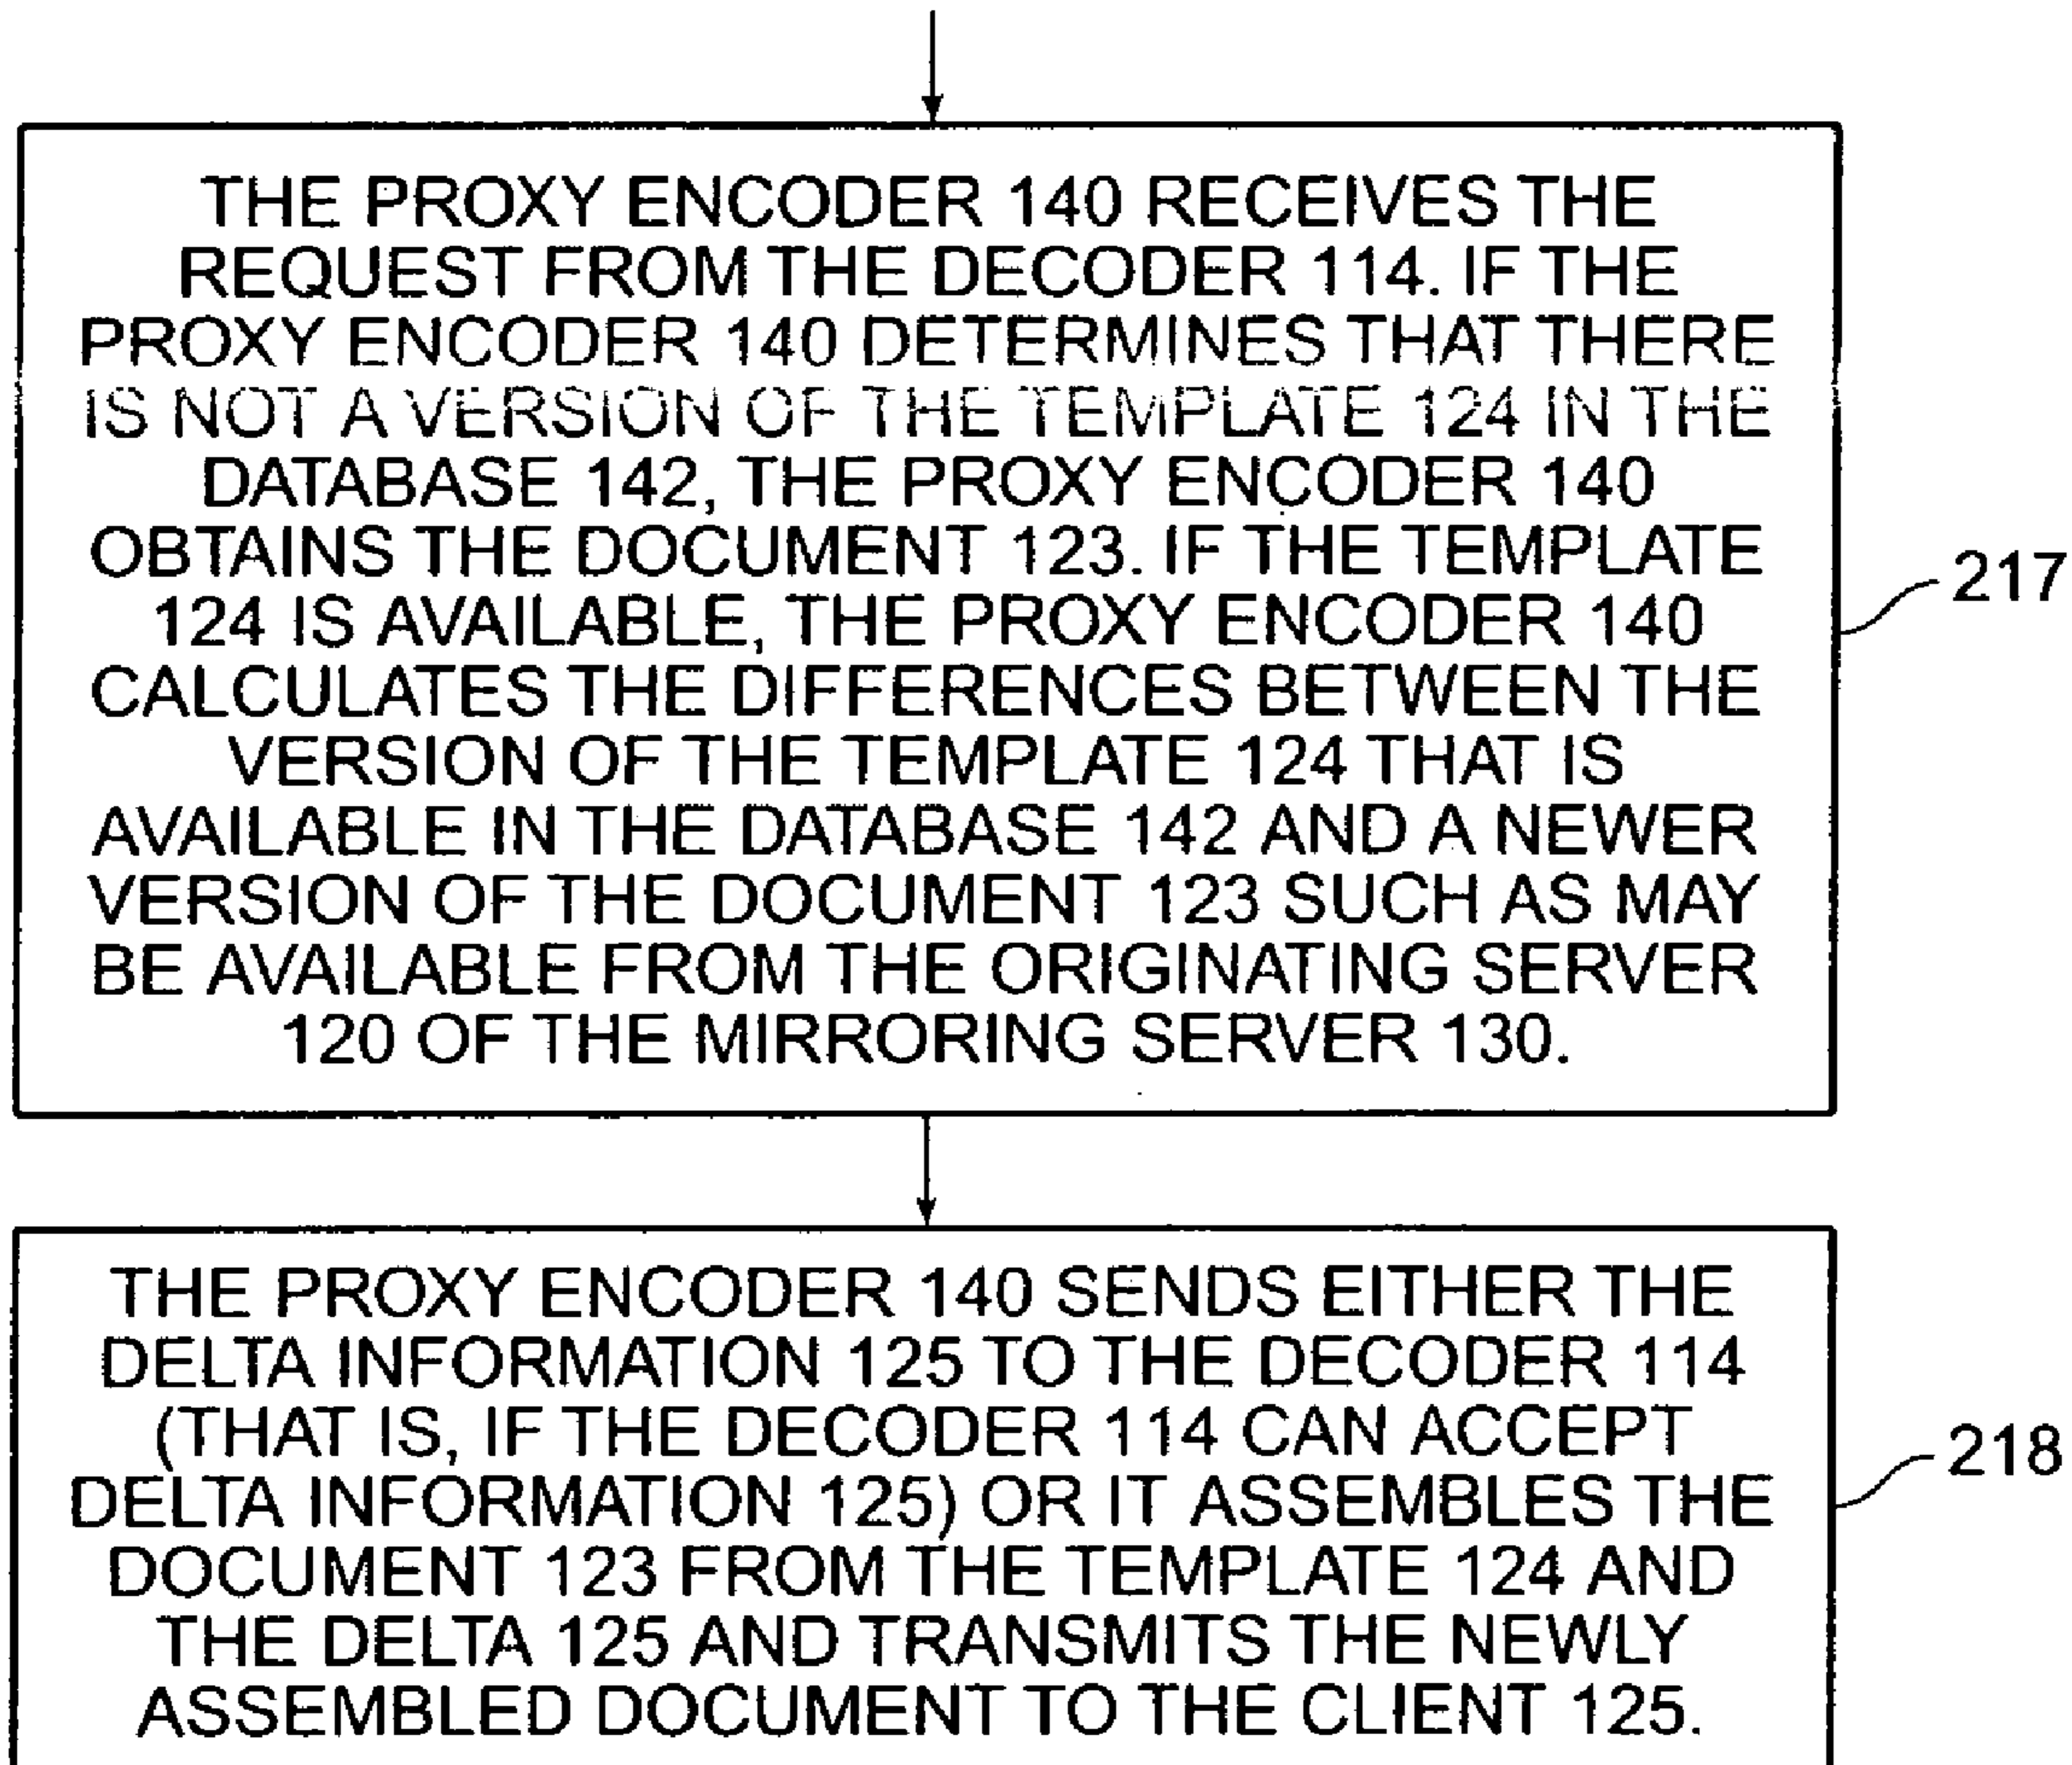 THE PROXY ENCODER 140 RECEIVES THE
REQUEST FROM THE DECODER 114. IF THE
PROXY ENCODER 140 DETERMINES THAT THERE
IS NOT A VERSION OF THE TEMPLATE 124 IN THE
DATABASE 142, THE PROXY ENCODER 140
OBTAINS THE DOCUMENT 123. IF THE TEMPLATE
124 IS AVAILABLE, THE PROXY ENCODER 140
CALCULATES THE DIFFERENCES BETWEEN THE
VERSION OF THE TEMPLATE 124 THAT IS
AVAILABLE IN THE DATABASE 142 AND A NEWER
VERSION OF THE DOCUMENT 123 SUCH AS MAY
BE AVAILABLE FROM THE ORIGINATING SERVER
120 OF THE MIRRORING SERVER 130.
217
THE PROXY ENCODER 140 SENDS EITHER THE
DELTA INFORMATION 125 TO THE DECODER 114
(THAT IS, IF THE DECODER 114 CAN ACCEPT
DELTA INFORMATION 125) OR IT ASSEMBLES THE
DOCUMENT 123 FROM THE TEMPLATE 124 AND
THE DELTA 125 AND TRANSMITS THE NEWLY
ASSEMBLED DOCUMENT TO THE CLIENT 125.
218